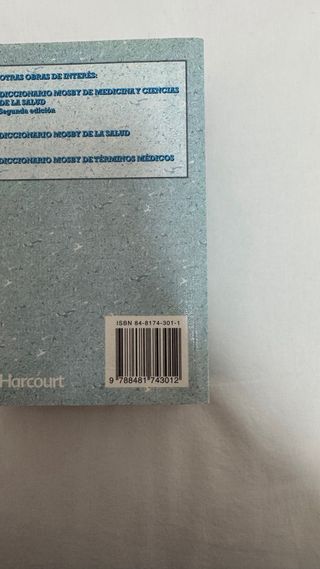 OTRAS OBRAS DE INTERÉS:
DICCIONARIO MOSBY DE MEDICINA Y CIENCIAS
DE LA SALUD
Segunda edición
DICCIONARIO MOSBY DE LA SALUD
DICCIONARIO MOSBY DE TÉRMINOS MÉDICOS
ISBN 84-8174-301-1
9 788481 743012
Harcourt